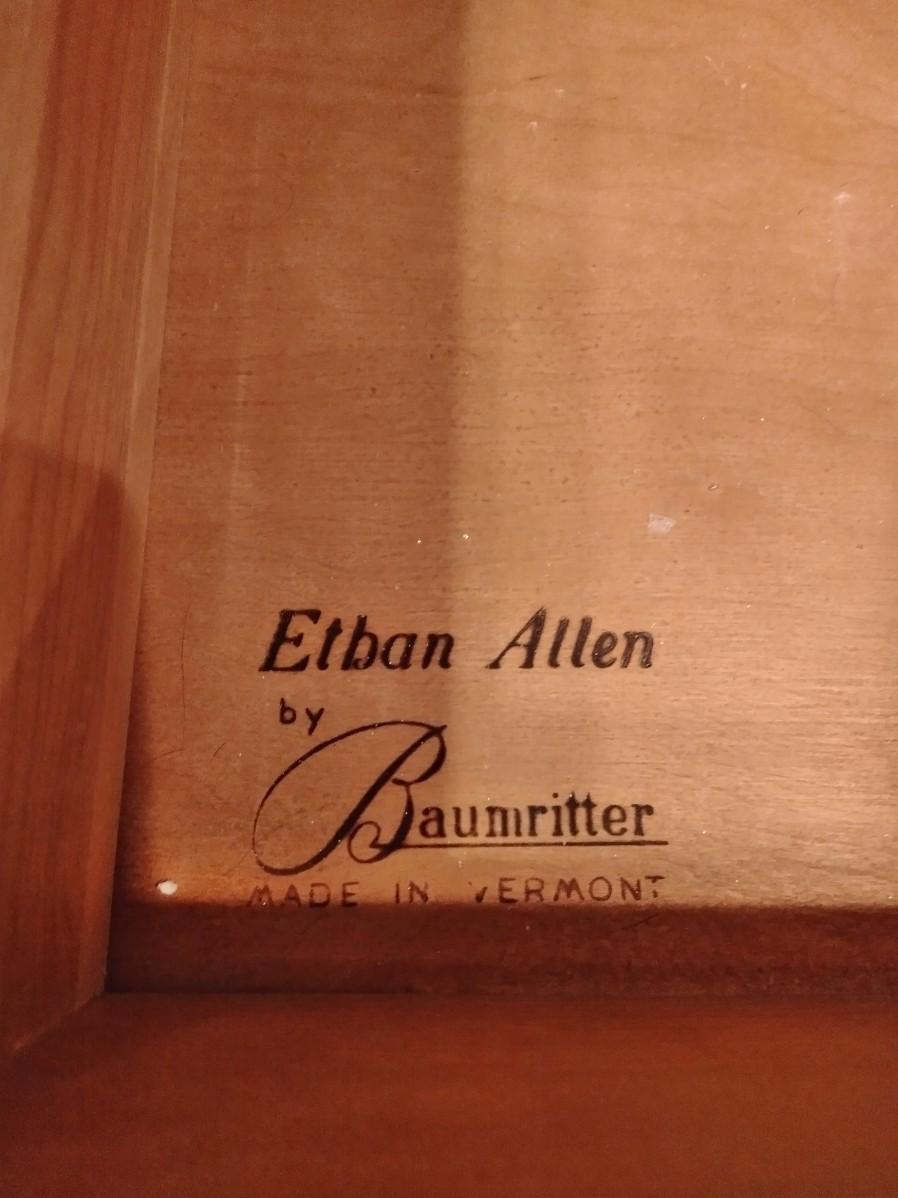 Ethan Allen
by
Baumritter
MADE IN VERMONT